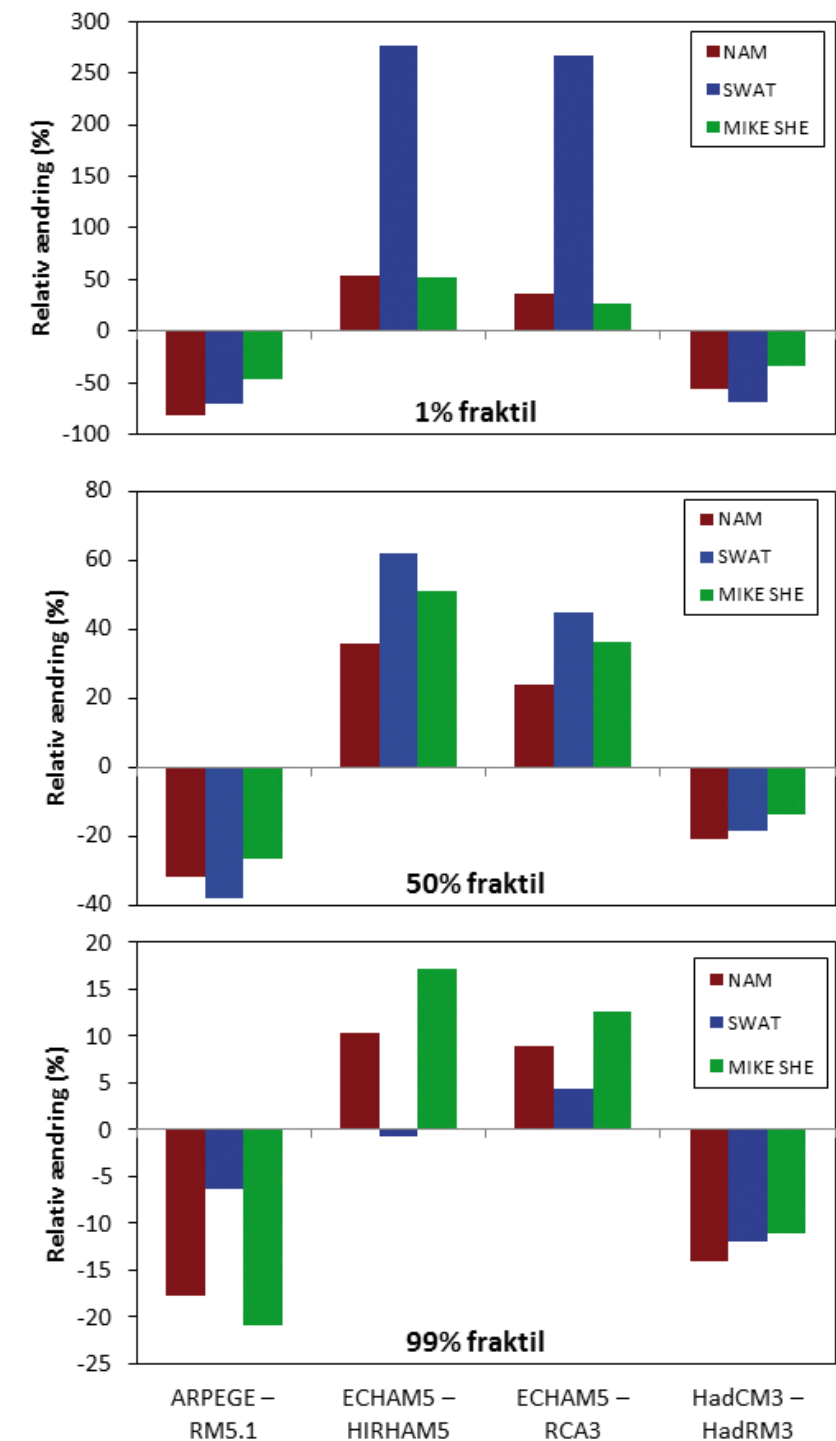 300
250
200
150
100
50
0
-50
-100
Relativ ændring (%)
NAM
SWAT
MIKE SHE
1% fraktil
80
60
40
20
0
-20
-40
Relativ ændring (%)
NAM
SWAT
MIKE SHE
50% fraktil
20
15
10
5
0
-5
-10
-15
-20
-25
Relativ ændring (%)
NAM
SWAT
MIKE SHE
99% fraktil
ARPEGE –
RM5.1
ECHAM5 –
HIRHAM5
ECHAM5 –
RCA3
HadCM3 –
HadRM3